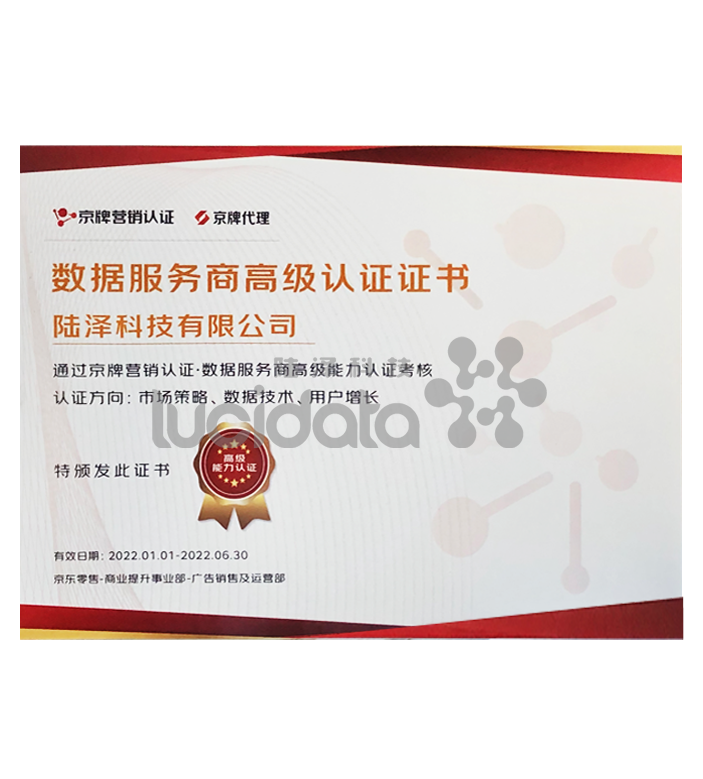 京牌营销认证 京牌代理
数据服务商高级认证证书
陆泽科技有限公司
陆泽科技
通过京牌营销认证·数据服务商高级能力认证考核
认证方向：市场策略、数据技术、用户增长
lucidata
高级
能力认证
特颁发此证书
有效日期：2022.01.01-2022.06.30
京东零售-商业提升事业部-广告销售及运营部